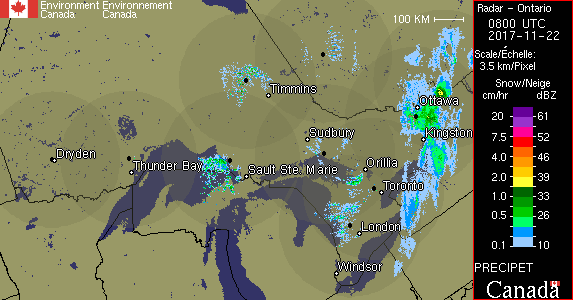 Environment Environnement
Canada Canada
100 KM
Timmins
Ottawa
Kingston
Sudbury
Dryden
Thunder Bay
Sault Ste. Marie
Orillia
Toronto
London
Windsor
Radar - Ontario
0800 UTC
2017-11-22
Scale/Échelle:
3.5 km/Pixel
Snow/Neige
cm/hr dBZ
20 61
7.5 52
4.0 46
2.0 39
1.0 33
0.5 26
0.1 10
PRECIPET
Canada